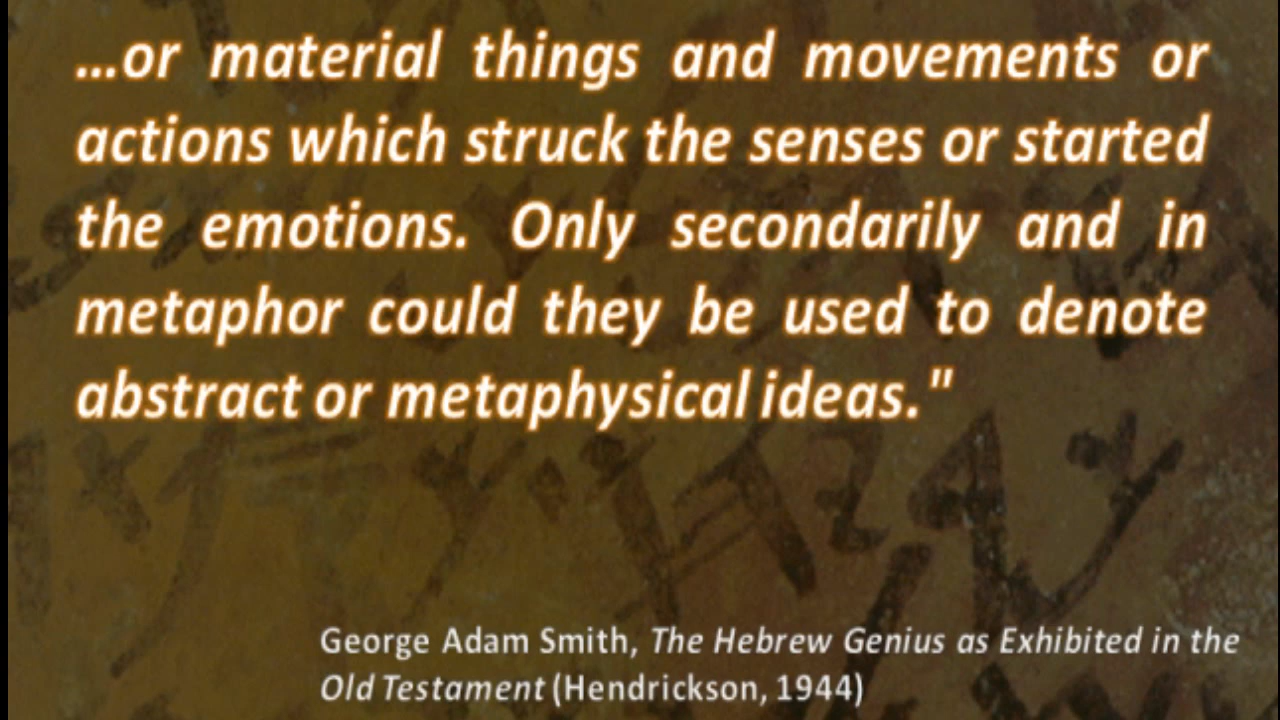 ...or material things and movements or
actions which struck the senses or started
the emotions. Only secondarily and in
metaphor could they be used to denote
abstract or metaphysical ideas."
George Adam Smith, The Hebrew Genius as Exhibited in the
Old Testament (Hendrickson, 1944)